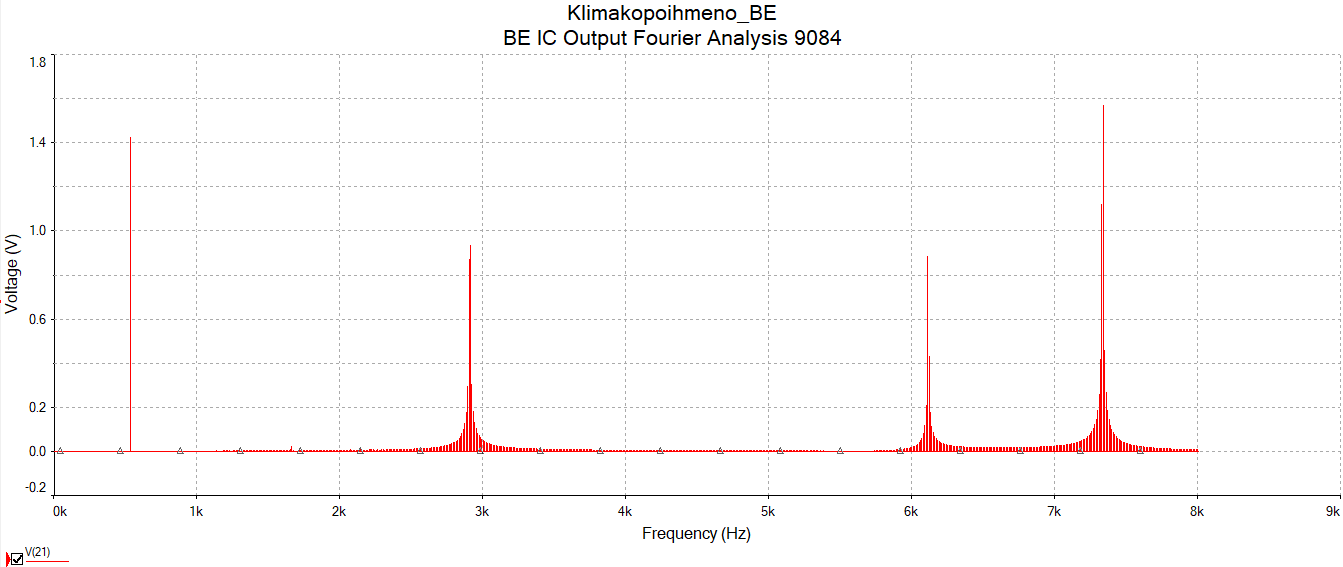 Klimakopoihmeno_BE
BE IC Output Fourier Analysis 9084
1.8
1.4
1.0
0.6
0.2
0.0
-0.2
Voltage (V)
0k 1k 2k 3k 4k 5k 6k 7k 8k 9k
Frequency (Hz)
V(21)